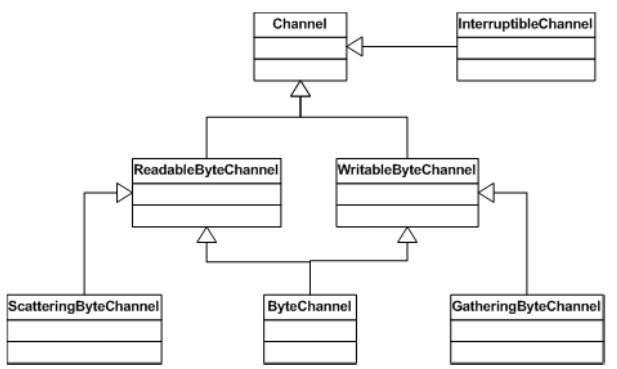 Channel
InterruptibleChannel
ReadableByteChannel
WritableByteChannel
ScatteringByteChannel
ByteChannel
GatheringByteChannel